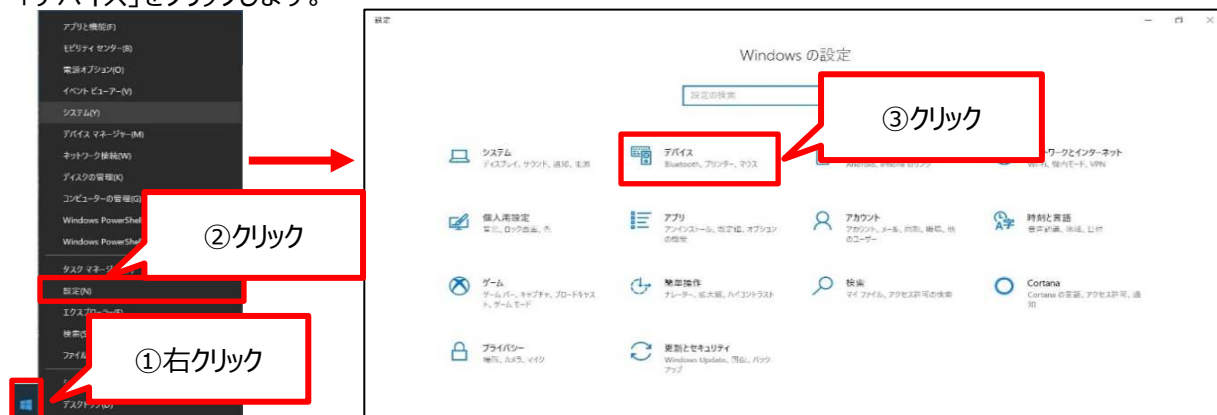 「デバイス」をクリックします。
アプリと機能(F)
モビリティ センター(B)
電源オプション(O)
イベント ビューアー(V)
システム(Y)
デバイス マネージャー(M)
ネットワーク接続(W)
ディスクの管理(K)
コンピューターの管理(G)
Windows PowerShell
Windows PowerShell
タスク マネージャー
設定(N)
エクスプローラー(E)
検索(S)
ファイル
デスクトップ(D)
②クリック
①右クリック
設定
Windows の設定
設定の検索
③クリック
システム
ディスプレイ、サウンド、通知、電源
デバイス
Bluetooth、プリンター、マウス
ワークとインターネット
Wi-Fi、機内モード、VPN
個人用設定
背景、ロック画面、色
アプリ
アンインストール、既定値、オプション
の機能
アカウント
アカウント、メール、同期、職場、他
のユーザー
時刻と言語
音声認識、地域、日付
ゲーム
ゲーム バー、キャプチャ、ブロードキャス
ト、ゲーム モード
簡単操作
ナレーター、拡大鏡、ハイコントラスト
検索
マイ ファイル、アクセス許可の検索
Cortana
Cortana の言語、アクセス許可、通
知
プライバシー
場所、カメラ、マイク
更新とセキュリティ
Windows Update、回復、バック
アップ